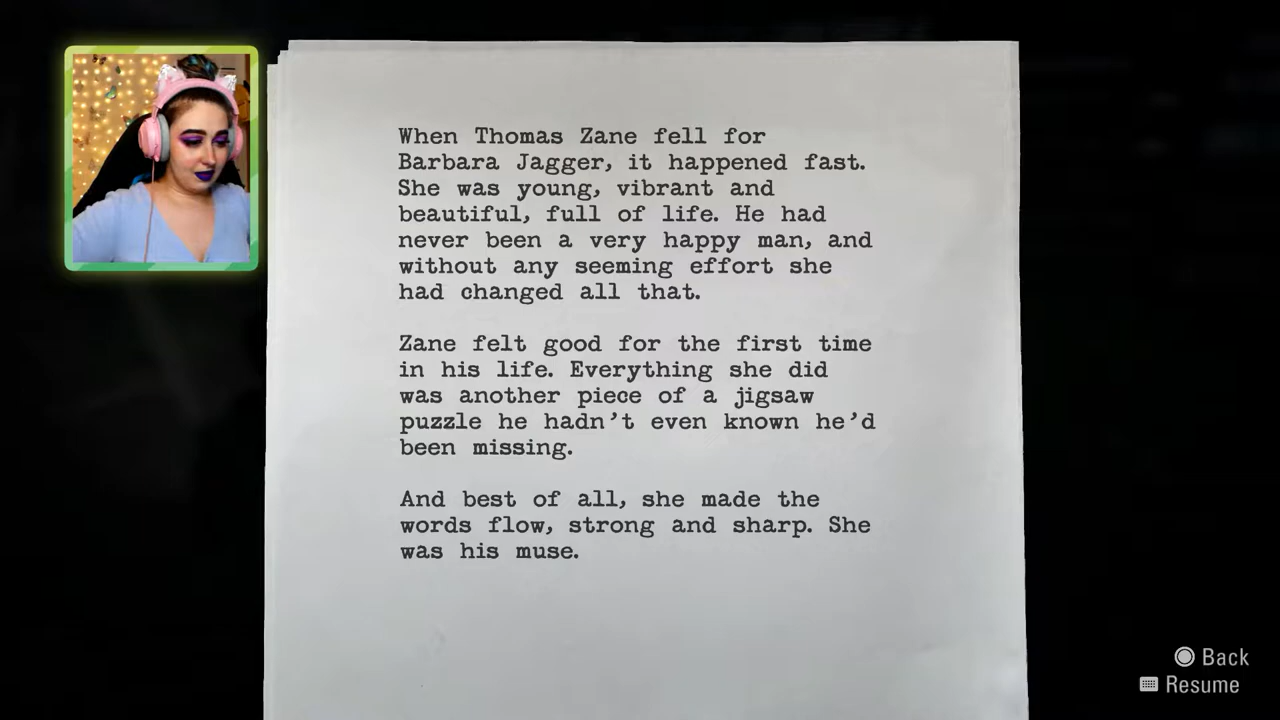 When Thomas Zane fell for
Barbara Jagger, it happened fast.
She was young, vibrant and
beautiful, full of life. He had
never been a very happy man, and
without any seeming effort she
had changed all that.
Zane felt good for the first time
in his life. Everything she did
was another piece of a jigsaw
puzzle he hadn't even known he'd
been missing.
And best of all, she made the
words flow, strong and sharp. She
was his muse.
Back
Resume